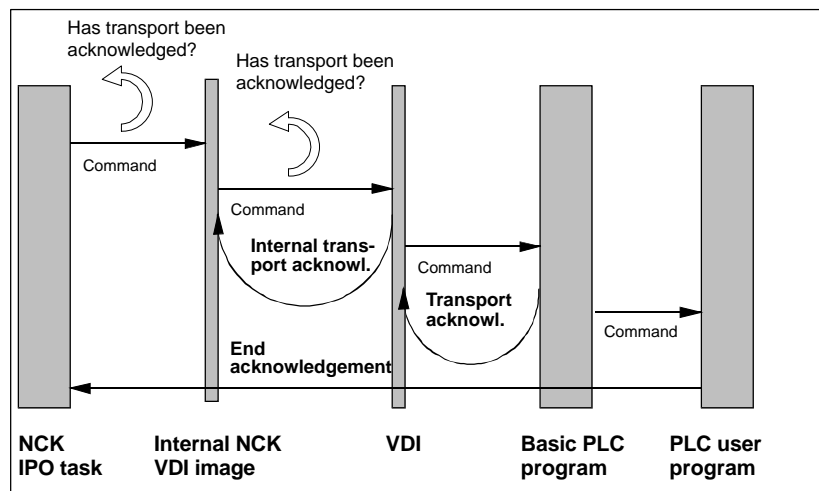 Has transport been
acknowledged?
Has transport been
acknowledged?
Command
Command
Internal trans-
port acknowl.
Command
Transport
acknowl.
Command
End
acknowledgement
NCK
IPO task
Internal NCK
VDI image
VDI
Basic PLC
program
PLC user
program